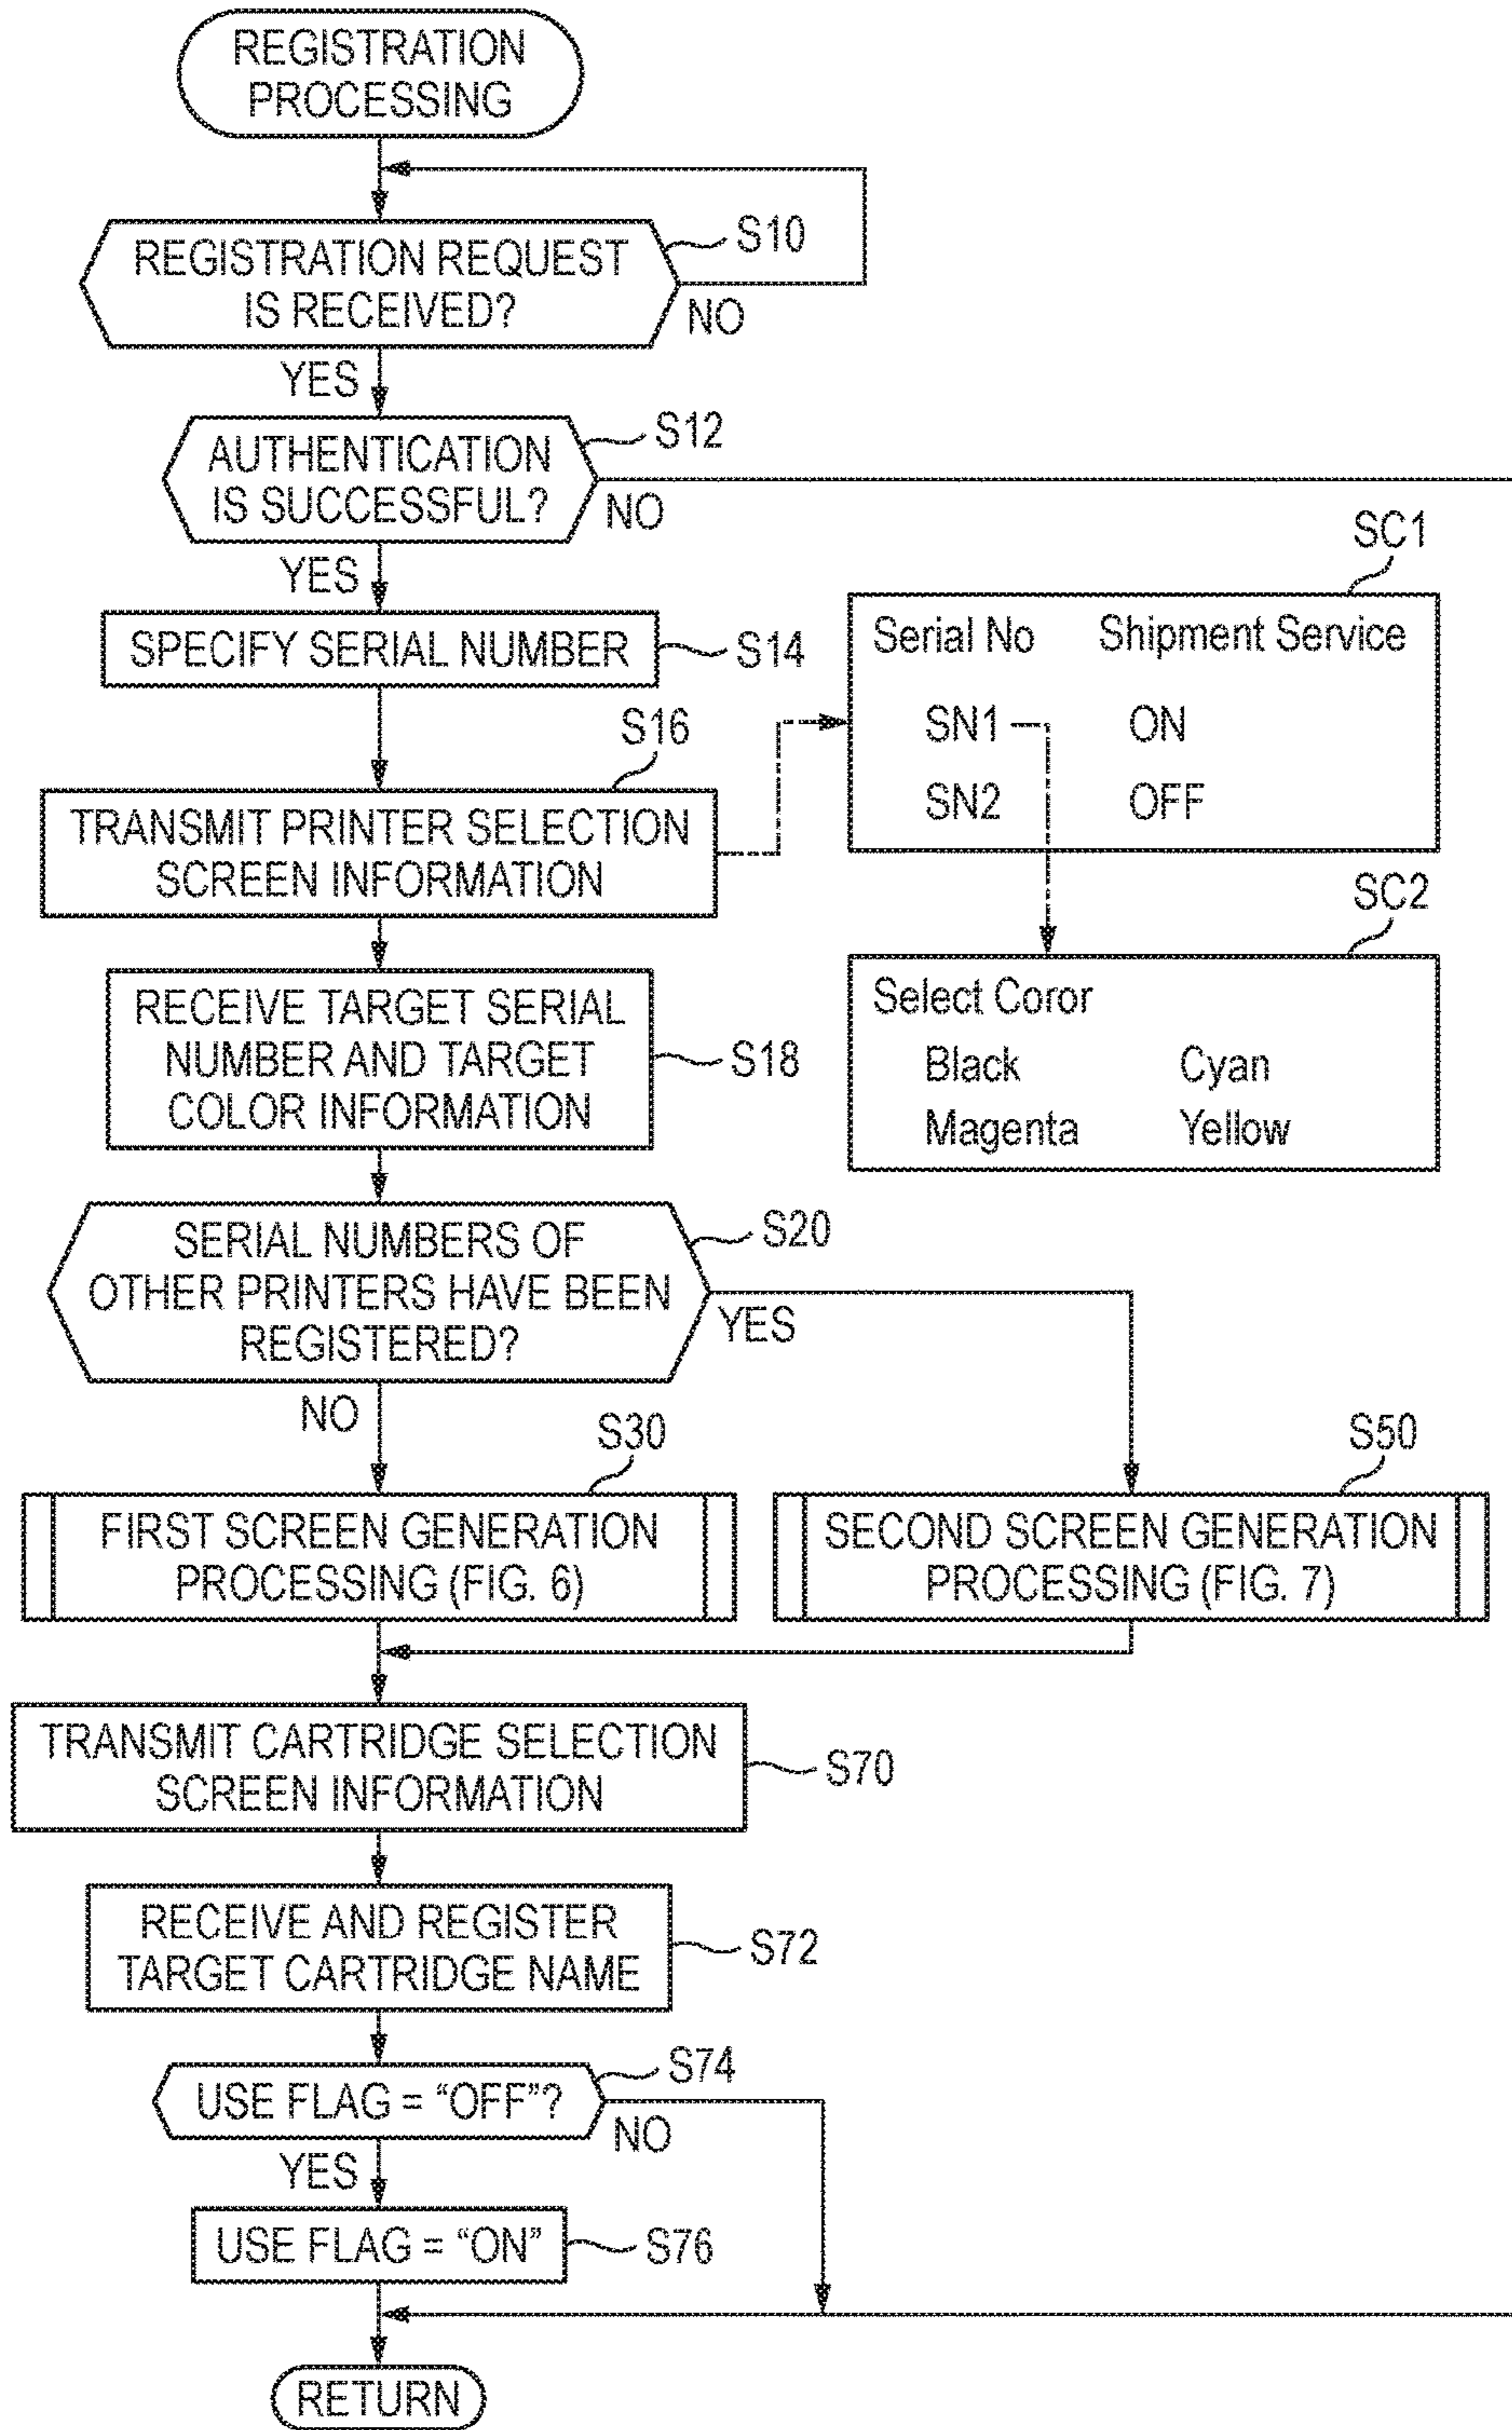 REGISTRATION
PROCESSING
REGISTRATION REQUEST
IS RECEIVED?
S10
NO
YES
AUTHENTICATION
IS SUCCESSFUL?
S12
NO
YES
SPECIFY SERIAL NUMBER
S14
S16
TRANSMIT PRINTER SELECTION
SCREEN INFORMATION
SC1
Serial No Shipment Service
SN1 ON
SN2 OFF
SC2
Select Coror
Black Cyan
Magenta Yellow
RECEIVE TARGET SERIAL
NUMBER AND TARGET
COLOR INFORMATION
S18
SERIAL NUMBERS OF
OTHER PRINTERS HAVE BEEN
REGISTERED?
S20
YES
NO
S30
FIRST SCREEN GENERATION
PROCESSING (FIG. 6)
S50
SECOND SCREEN GENERATION
PROCESSING (FIG. 7)
TRANSMIT CARTRIDGE SELECTION
SCREEN INFORMATION
S70
RECEIVE AND REGISTER
TARGET CARTRIDGE NAME
S72
USE FLAG = “OFF”?
S74
NO
YES
USE FLAG = “ON”
S76
RETURN